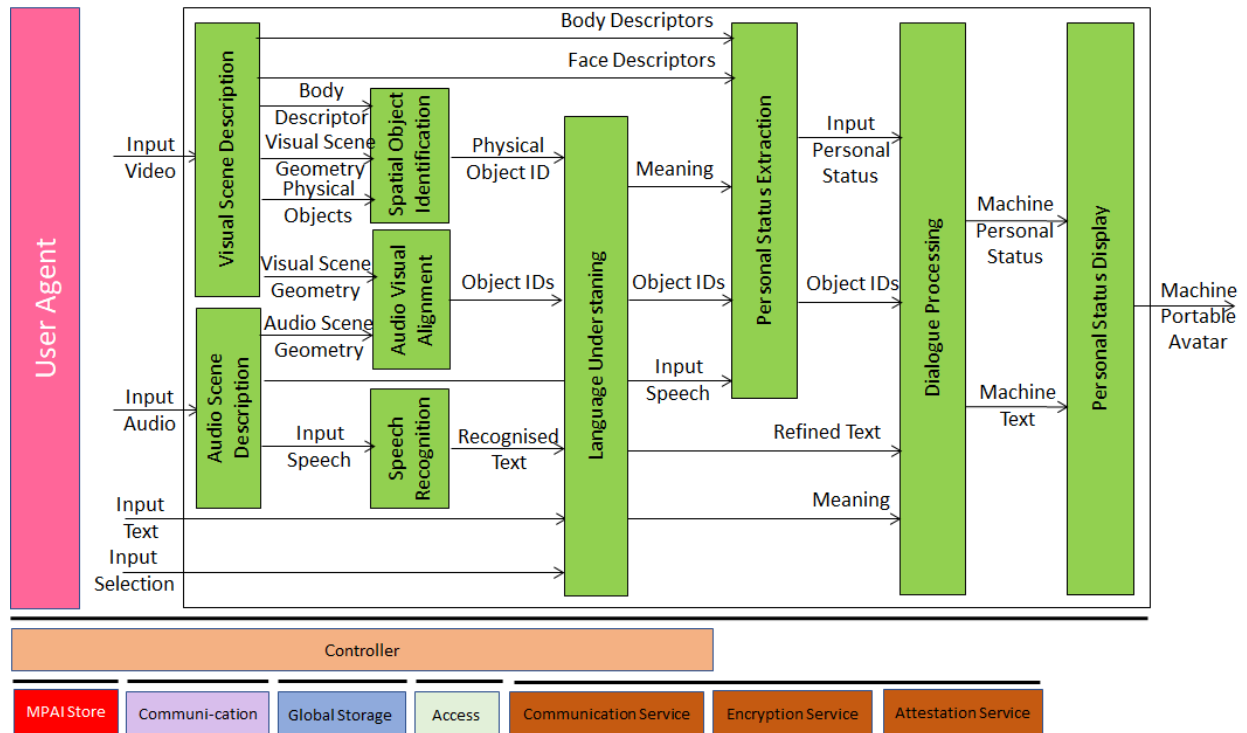 User Agent
Input
Video
Input
Audio
Input
Text
Input
Selection
Visual Scene Description
Audio Scene
Description
Body Descriptors
Face Descriptors
Body
Descriptor
Visual Scene
Geometry
Physical
Objects
Visual Scene
Geometry
Audio Scene
Geometry
Input
Speech
Spatial Object
Identification
Audio Visual
Alignment
Speech
Recognition
Physical
Object ID
Object IDs
Recognised
Text
Language Understaning
Meaning
Object IDs
Input
Speech
Refined Text
Meaning
Personal Status Extraction
Input
Personal
Status
Object IDs
Dialogue Processing
Machine
Personal
Status
Machine
Text
Personal Status Display
Machine
Portable
Avatar
Controller
MPAI Store
Communi-cation
Global Storage
Access
Communication Service
Encryption Service
Attestation Service